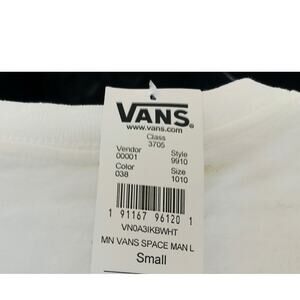 VANS®
www.vans.com
Class
3705
Vendor Style
00001 9910
Color Size
038 1010
1 91167 96120 1
VN0A3IKBWHT
MN VANS SPACE MAN L
Small